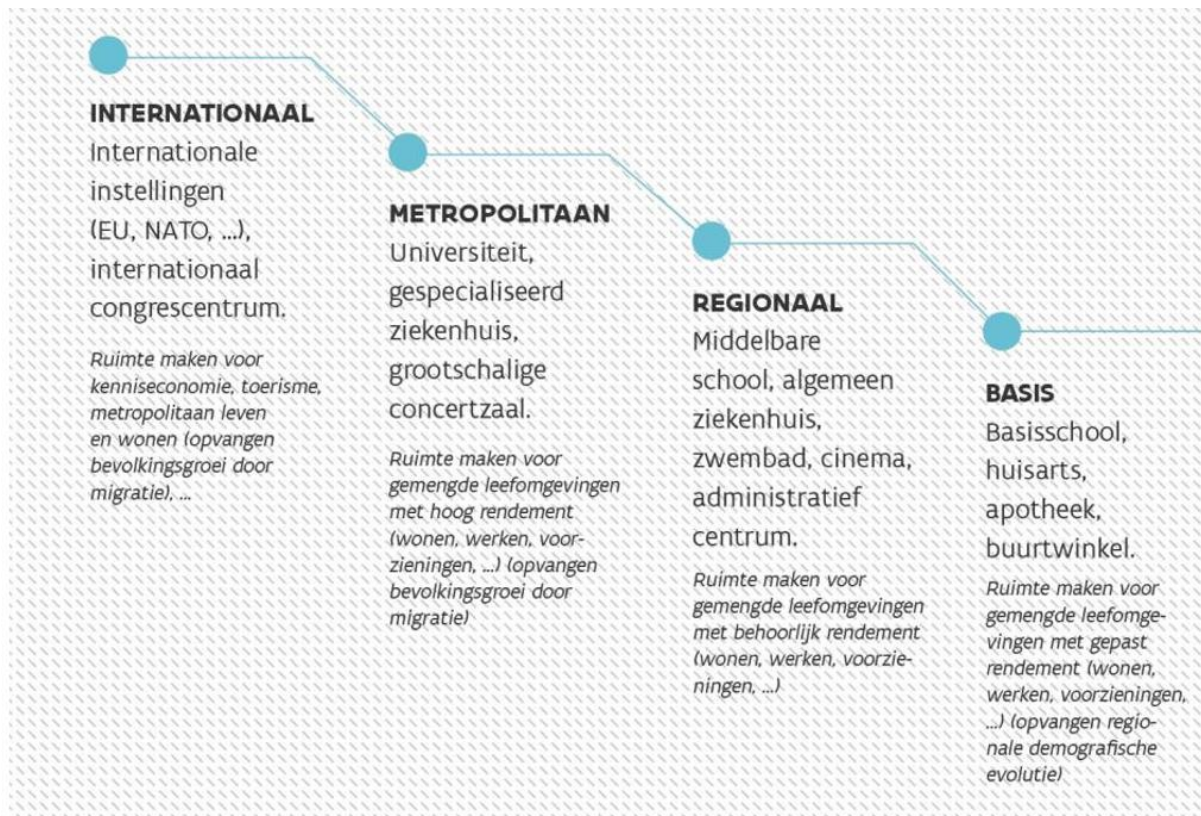 INTERNATIONAAL
Internationale
instellingen
(EU, NATO, ...),
internationaal
congrescentrum.
Ruimte maken voor
kenniseconomie, toerisme,
metropolitaan leven
en wonen (opvangen
bevolkingsgroei door
migratie), ...
METROPOLITAAN
Universiteit,
gespecialiseerd
ziekenhuis,
grootschalige
concertzaal.
Ruimte maken voor
gemengde leefomgevingen
met hoog rendement
(wonen, werken, voor-
zieningen, ...) (opvangen
bevolkingsgroei door
migratie)
REGIONAAL
Middelbare
school, algemeen
ziekenhuis,
zwembad, cinema,
administratief
centrum.
Ruimte maken voor
gemengde leefomgevingen
met behoorlijk rendement
(wonen, werken, voorzie-
ningen, ...)
BASIS
Basisschool,
huisarts,
apotheek,
buurtwinkel.
Ruimte maken voor
gemengde leefomge-
vingen met gepast
rendement (wonen,
werken, voorzieningen,
...) (opvangen regio-
nale demografische
evolutie)